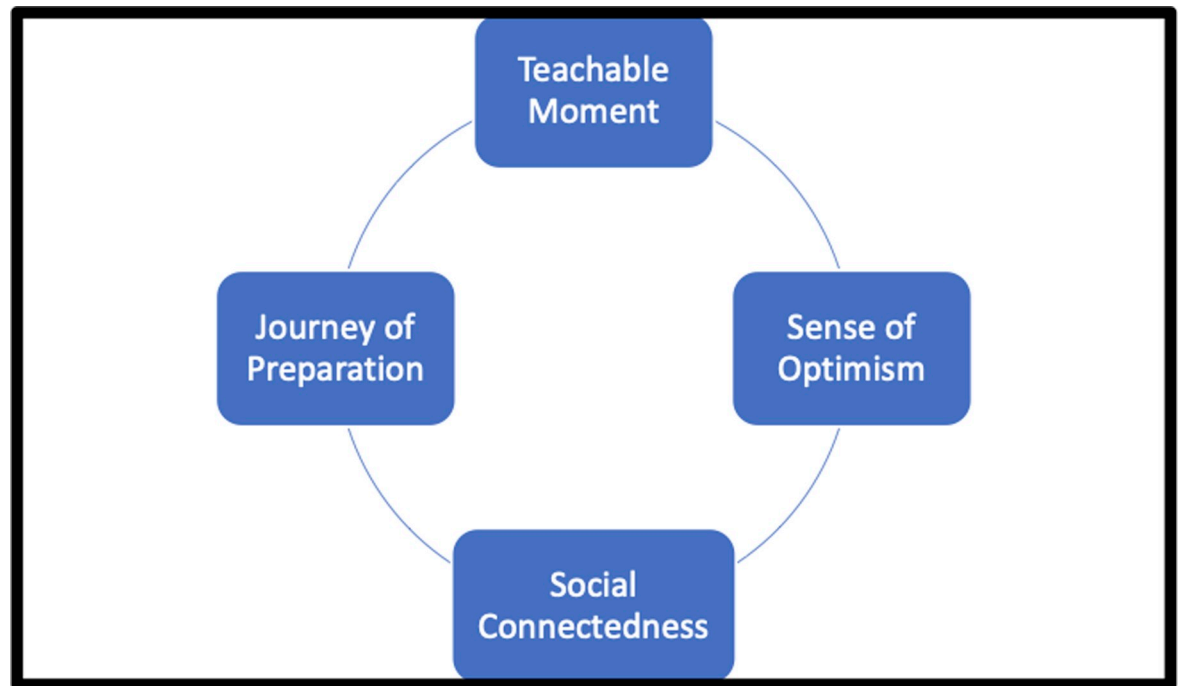 Teachable
Moment
Journey of
Preparation
Sense of
Optimism
Social
Connectedness